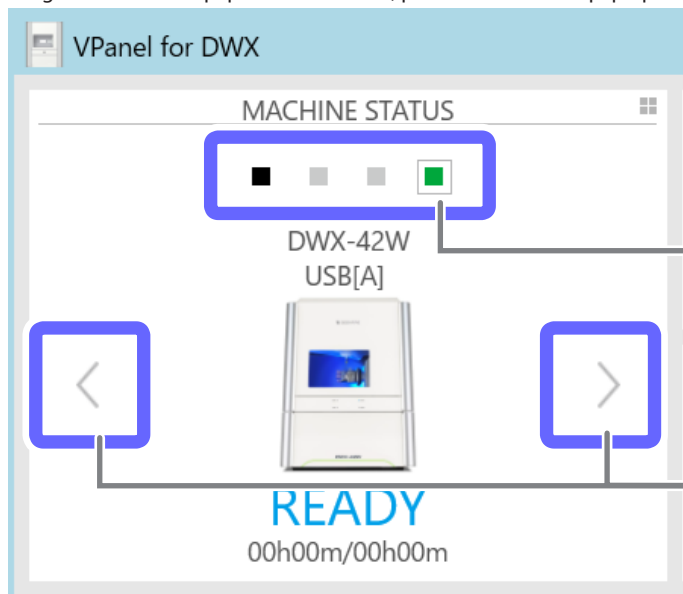 VPanel for DWX
MACHINE STATUS
DWX-42W
USB[A]
READY
00h00m/00h00m